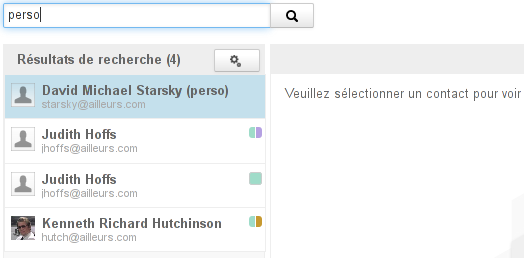 perso
Résultats de recherche (4)
David Michael Starsky (perso)
starsky@ailleurs.com
Veuillez sélectionner un contact pour voir
Judith Hoffs
jhoffs@ailleurs.com
Judith Hoffs
jhoffs@ailleurs.com
Kenneth Richard Hutchinson
hutch@ailleurs.com